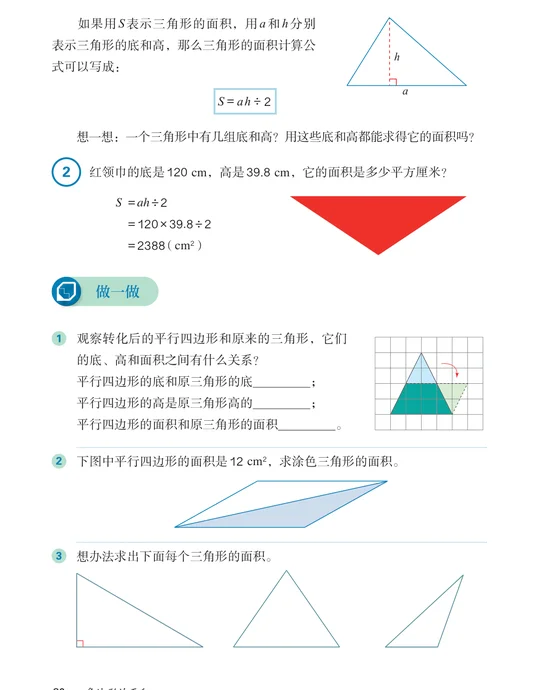 如果用S表示三角形的面积，用a和h分别
表示三角形的底和高，那么三角形的面积计算公
式可以写成：
h
a
S=ah÷2
想一想：一个三角形中有几组底和高？用这些底和高都能求得它的面积吗？
2 红领巾的底是120 cm，高是39.8 cm，它的面积是多少平方厘米？
S =ah÷2
=120×39.8÷2
=2388（cm²）
做一做
1 观察转化后的平行四边形和原来的三角形，它们
的底、高和面积之间有什么关系？
平行四边形的底和原三角形的底________；
平行四边形的高是原三角形高的________；
平行四边形的面积和原三角形的面积________。
2 下图中平行四边形的面积是12 cm²，求涂色三角形的面积。
3 想办法求出下面每个三角形的面积。